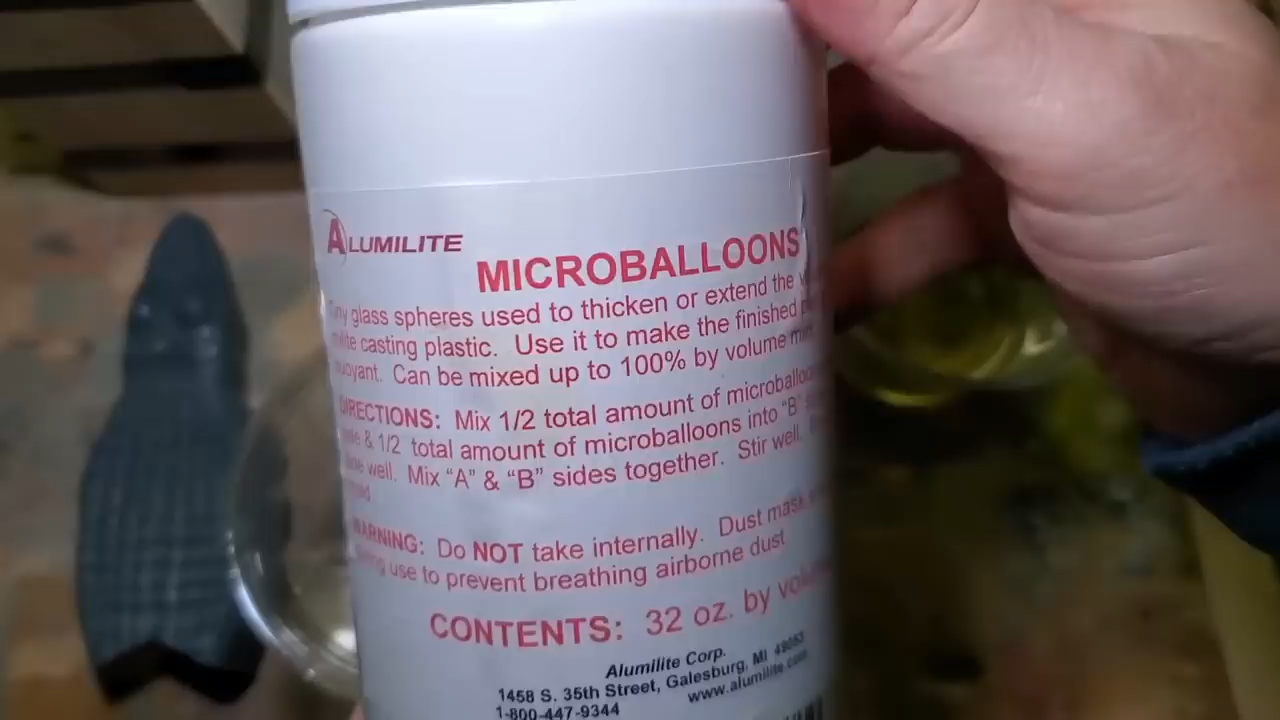 ALUMILITE
MICROBALLOONS
glass spheres used to thicken or extend the
casting plastic. Use it to make the finished
Can be mixed up to 100% by volume
DIRECTIONS: Mix 1/2 total amount of
& 1/2 total amount of microballoons into "B"
well. Mix "A" & "B" sides together. Stir well,
WARNING: Do NOT take internally. Dust mask
use to prevent breathing airborne dust
CONTENTS: 32 oz. by
Alumilite Corp.
1458 S. 35th Street, Galesburg, MI 49053
1-800-447-9344 www.alumilite.com